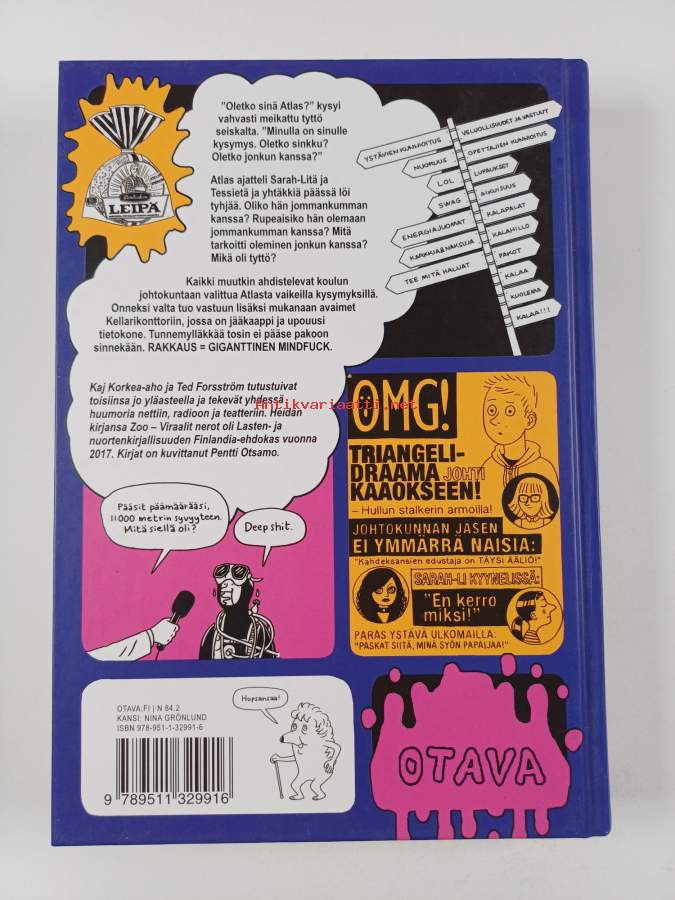 LEIPÄ
"Oletko sinä Atlas?" kysyi
vahvasti meikattu tyttö
seiskalta. "Minulla on sinulle
kysymys. Oletko sinkku?
Oletko jonkun kanssa?"
Atlas ajatteli Sarah-Litä ja
Tessietä ja yhtäkkiä päässä löi
tyhjää. Oliko hän jommankumman
kanssa? Rupeaisiko hän olemaan
jommankumman kanssa? Mitä
tarkoitti oleminen jonkun kanssa?
Mikä oli tyttö?
Kaikki muutkin ahdistelevat koulun
johtokuntaan valittua Atlasta vaikeilla kysymyksillä.
Onneksi valta tuo vastuun lisäksi mukanaan avaimet
Kellarikonttoriin, jossa on jääkaappi ja upouusi
tietokone. Tunnemylläkkää tosin ei pääse pakoon
sinnekään. RAKKAUS = GIGANTTINEN MINDFUCK.
Kaj Korkea-aho ja Ted Forsström tutustuivat
toisiinsa jo yläasteella ja tekevät yhdessä
huumoria nettiin, radioon ja teatteriin. Heidän
kirjansa Zoo – Viraalit nerot oli Lasten- ja
nuortenkirjallisuuden Finlandia-ehdokas vuonna
2017. Kirjat on kuvittanut Pentti Otsamo.
YSTÄVIEN KUNNIOITUS
NUORUUS
LOL
SWAG
ENERGIAJUOMAT
KARKKIA & NAKSUJA
TEE MITÄ HALUAT
VELVOLLISUUDET JA VASTUUT
OPETTAJIEN KUNNIOITUS
LUPAUKSET
AIKUISUUS
KALAPALAT
KALAHILLO
PAKOT
KALAA
KUOLEMA
KALAA!!!
Antikvariaatti.net
ÖMG!
TRIANGELI-
DRAAMA JOHTI
KAAOKSEEN!
– Hullun stalkerin armoilla!
JOHTOKUNNAN JÄSEN
EI YMMÄRRÄ NAISIA:
"Kahdeksansien edustaja on TÄYSI ÄÄLIÖ!"
SARAH-LI KYYNELISSÄ:
"En kerro
miksi!"
PARAS YSTÄVÄ ULKOMAILLA:
"PASKAT SIITÄ, MINÄ SYÖN PAPAIJAA!"
Pääsit päämäärääsi,
11000 metrin syvyyteen.
Mitä siellä oli?
Deep shit.
OTAVA.FI | N 84.2
KANSI: NINA GRÖNLUND
ISBN 978-951-1-32991-6
9 789511 329916
Hopsansaa!
OTAVA